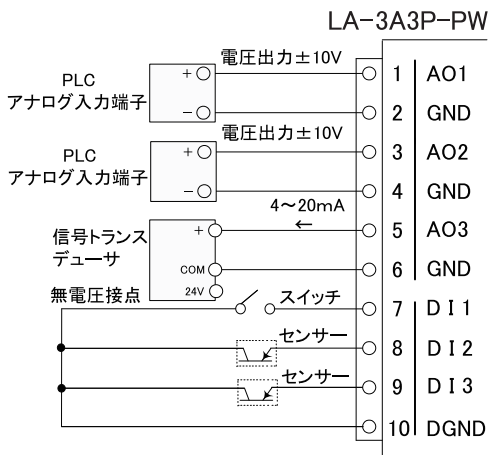 LA-3A3P-PW
電圧出力±10V
PLC
アナログ入力端子
+
−
1 AO1
2 GND
電圧出力±10V
PLC
アナログ入力端子
+
−
3 AO2
4 GND
4～20mA
←
信号トランス
デューサ
+
COM
24V
5 AO3
6 GND
無電圧接点
スイッチ
7 DI1
センサー
8 DI2
センサー
9 DI3
10 DGND